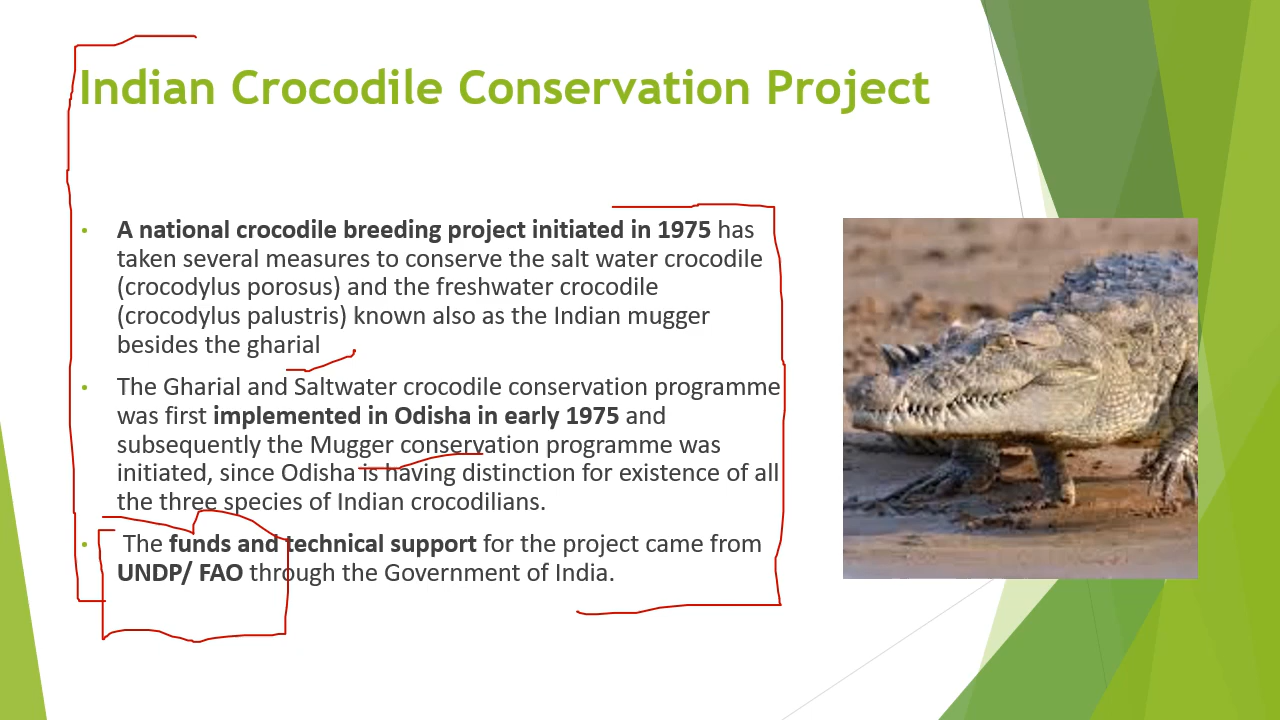 Indian Crocodile Conservation Project
• A national crocodile breeding project initiated in 1975 has
taken several measures to conserve the salt water crocodile
(crocodylus porosus) and the freshwater crocodile
(crocodylus palustris) known also as the Indian mugger
besides the gharial
• The Gharial and Saltwater crocodile conservation programme
was first implemented in Odisha in early 1975 and
subsequently the Mugger conservation programme was
initiated, since Odisha is having distinction for existence of all
the three species of Indian crocodilians.
• The funds and technical support for the project came from
UNDP/ FAO through the Government of India.